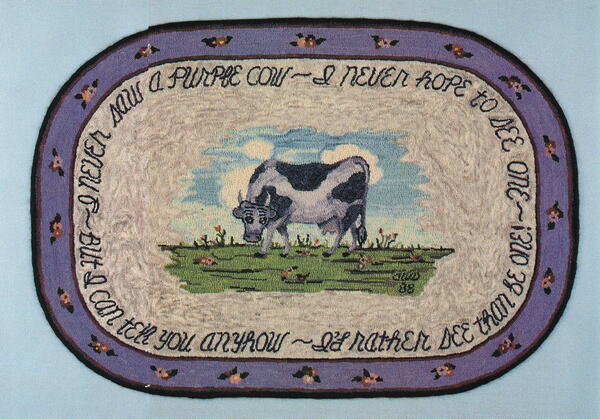 I NEVER SAW A PURPLE COW ~ I NEVER HOPE to SEE ONE ~
BUt I CAN tELL YOU ANYHOW ~ I'd RAtHER SEE tHAN BE ONE!
88